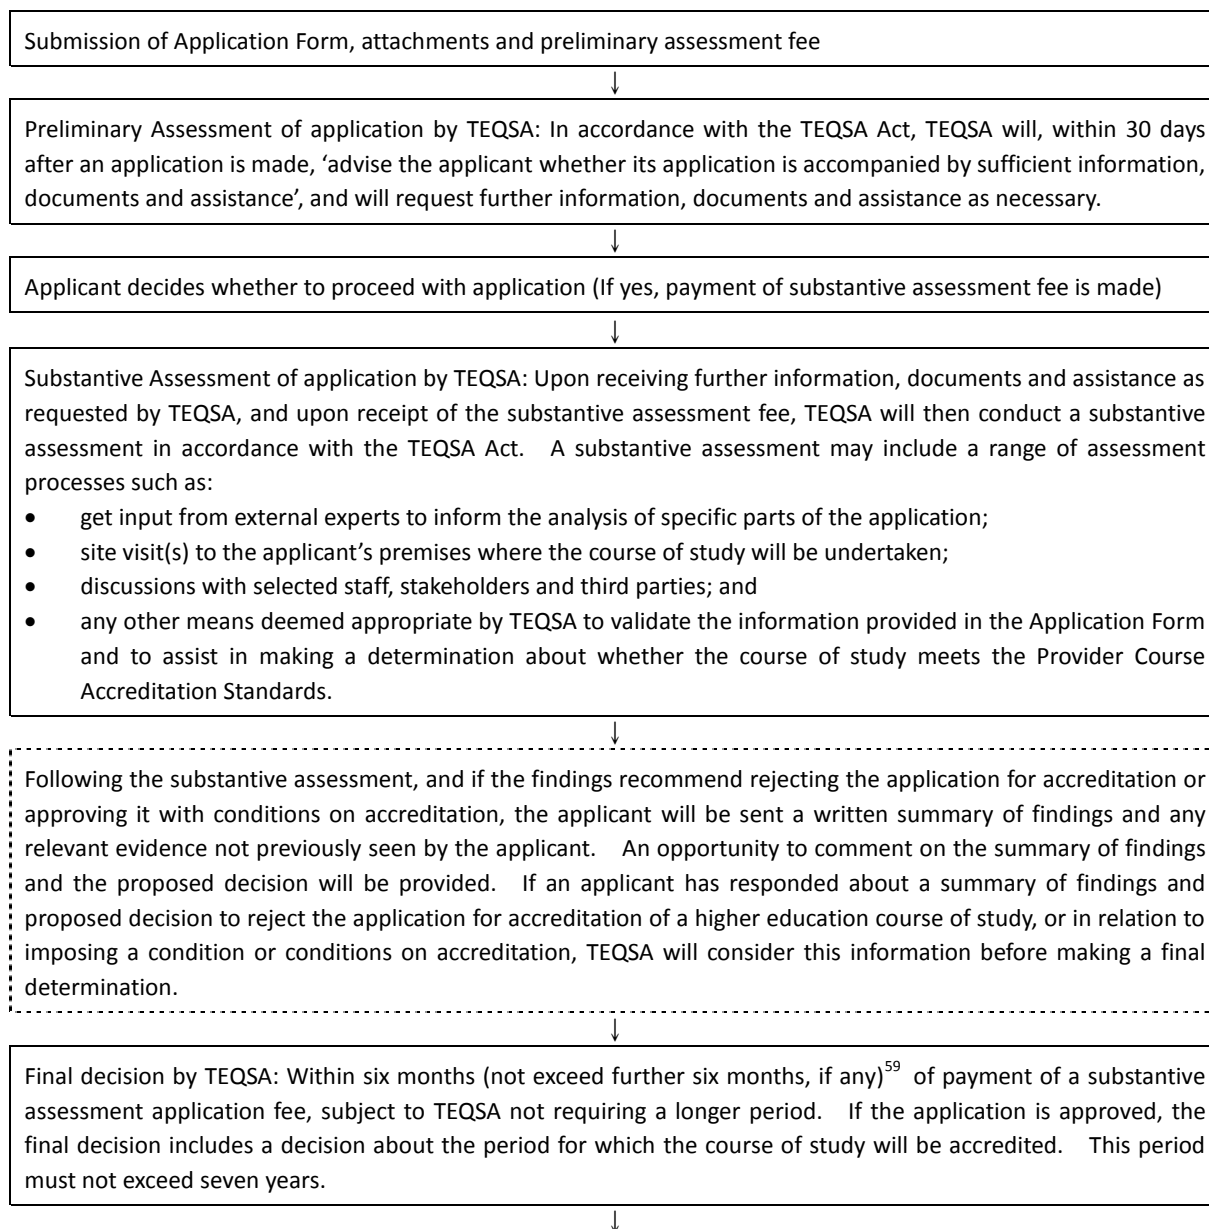 Submission of Application Form, attachments and preliminary assessment fee
↓
Preliminary Assessment of application by TEQSA: In accordance with the TEQSA Act, TEQSA will, within 30 days
after an application is made, ‘advise the applicant whether its application is accompanied by sufficient information,
documents and assistance’, and will request further information, documents and assistance as necessary.
↓
Applicant decides whether to proceed with application (If yes, payment of substantive assessment fee is made)
↓
Substantive Assessment of application by TEQSA: Upon receiving further information, documents and assistance as
requested by TEQSA, and upon receipt of the substantive assessment fee, TEQSA will then conduct a substantive
assessment in accordance with the TEQSA Act. A substantive assessment may include a range of assessment
processes such as:
• get input from external experts to inform the analysis of specific parts of the application;
• site visit(s) to the applicant’s premises where the course of study will be undertaken;
• discussions with selected staff, stakeholders and third parties; and
• any other means deemed appropriate by TEQSA to validate the information provided in the Application Form
and to assist in making a determination about whether the course of study meets the Provider Course
Accreditation Standards.
↓
Following the substantive assessment, and if the findings recommend rejecting the application for accreditation or
approving it with conditions on accreditation, the applicant will be sent a written summary of findings and any
relevant evidence not previously seen by the applicant. An opportunity to comment on the summary of findings
and the proposed decision will be provided. If an applicant has responded about a summary of findings and
proposed decision to reject the application for accreditation of a higher education course of study, or in relation to
imposing a condition or conditions on accreditation, TEQSA will consider this information before making a final
determination.
↓
Final decision by TEQSA: Within six months (not exceed further six months, if any)59 of payment of a substantive
assessment application fee, subject to TEQSA not requiring a longer period. If the application is approved, the
final decision includes a decision about the period for which the course of study will be accredited. This period
must not exceed seven years.
↓